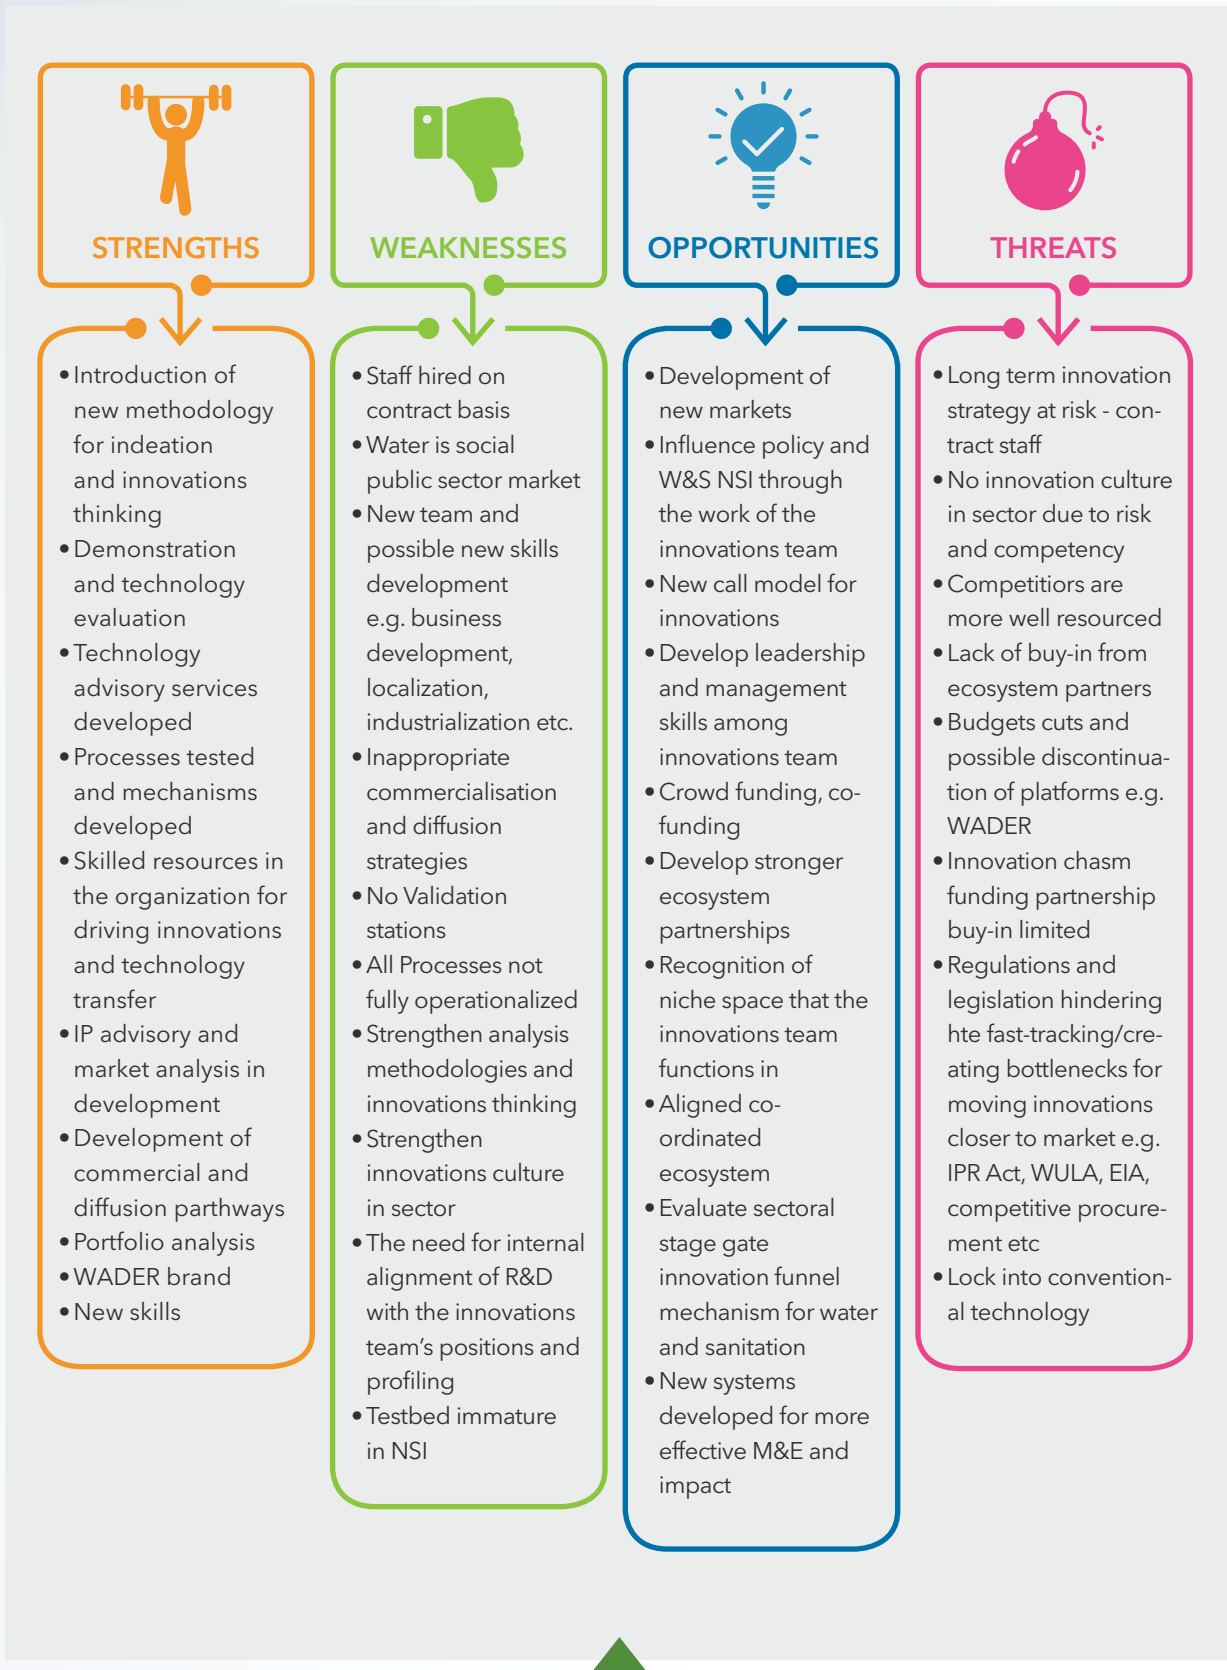 STRENGTHS
• Introduction of
new methodology
for indeation
and innovations
thinking
• Demonstration
and technology
evaluation
• Technology
advisory services
developed
• Processes tested
and mechanisms
developed
• Skilled resources in
the organization for
driving innovations
and technology
transfer
• IP advisory and
market analysis in
development
• Development of
commercial and
diffusion parthways
• Portfolio analysis
• WADER brand
• New skills
WEAKNESSES
• Staff hired on
contract basis
• Water is social
public sector market
• New team and
possible new skills
development
e.g. business
development,
localization,
industrialization etc.
• Inappropriate
commercialisation
and diffusion
strategies
• No Validation
stations
• All Processes not
fully operationalized
• Strengthen analysis
methodologies and
innovations thinking
• Strengthen
innovations culture
in sector
• The need for internal
alignment of R&D
with the innovations
team's positions and
profiling
• Testbed immature
in NSI
OPPORTUNITIES
• Development of
new markets
• Influence policy and
W&S NSI through
the work of the
innovations team
• New call model for
innovations
• Develop leadership
and management
skills among
innovations team
• Crowd funding, co-
funding
• Develop stronger
ecosystem
partnerships
• Recognition of
niche space that the
innovations team
functions in
• Aligned co-
ordinated
ecosystem
• Evaluate sectoral
stage gate
innovation funnel
mechanism for water
and sanitation
• New systems
developed for more
effective M&E and
impact
THREATS
• Long term innovation
strategy at risk - con-
tract staff
• No innovation culture
in sector due to risk
and competency
• Competitiors are
more well resourced
• Lack of buy-in from
ecosystem partners
• Budgets cuts and
possible discontinua-
tion of platforms e.g.
WADER
• Innovation chasm
funding partnership
buy-in limited
• Regulations and
legislation hindering
hte fast-tracking/cre-
ating bottlenecks for
moving innovations
closer to market e.g.
IPR Act, WULA, EIA,
competitive procure-
ment etc
• Lock into convention-
al technology